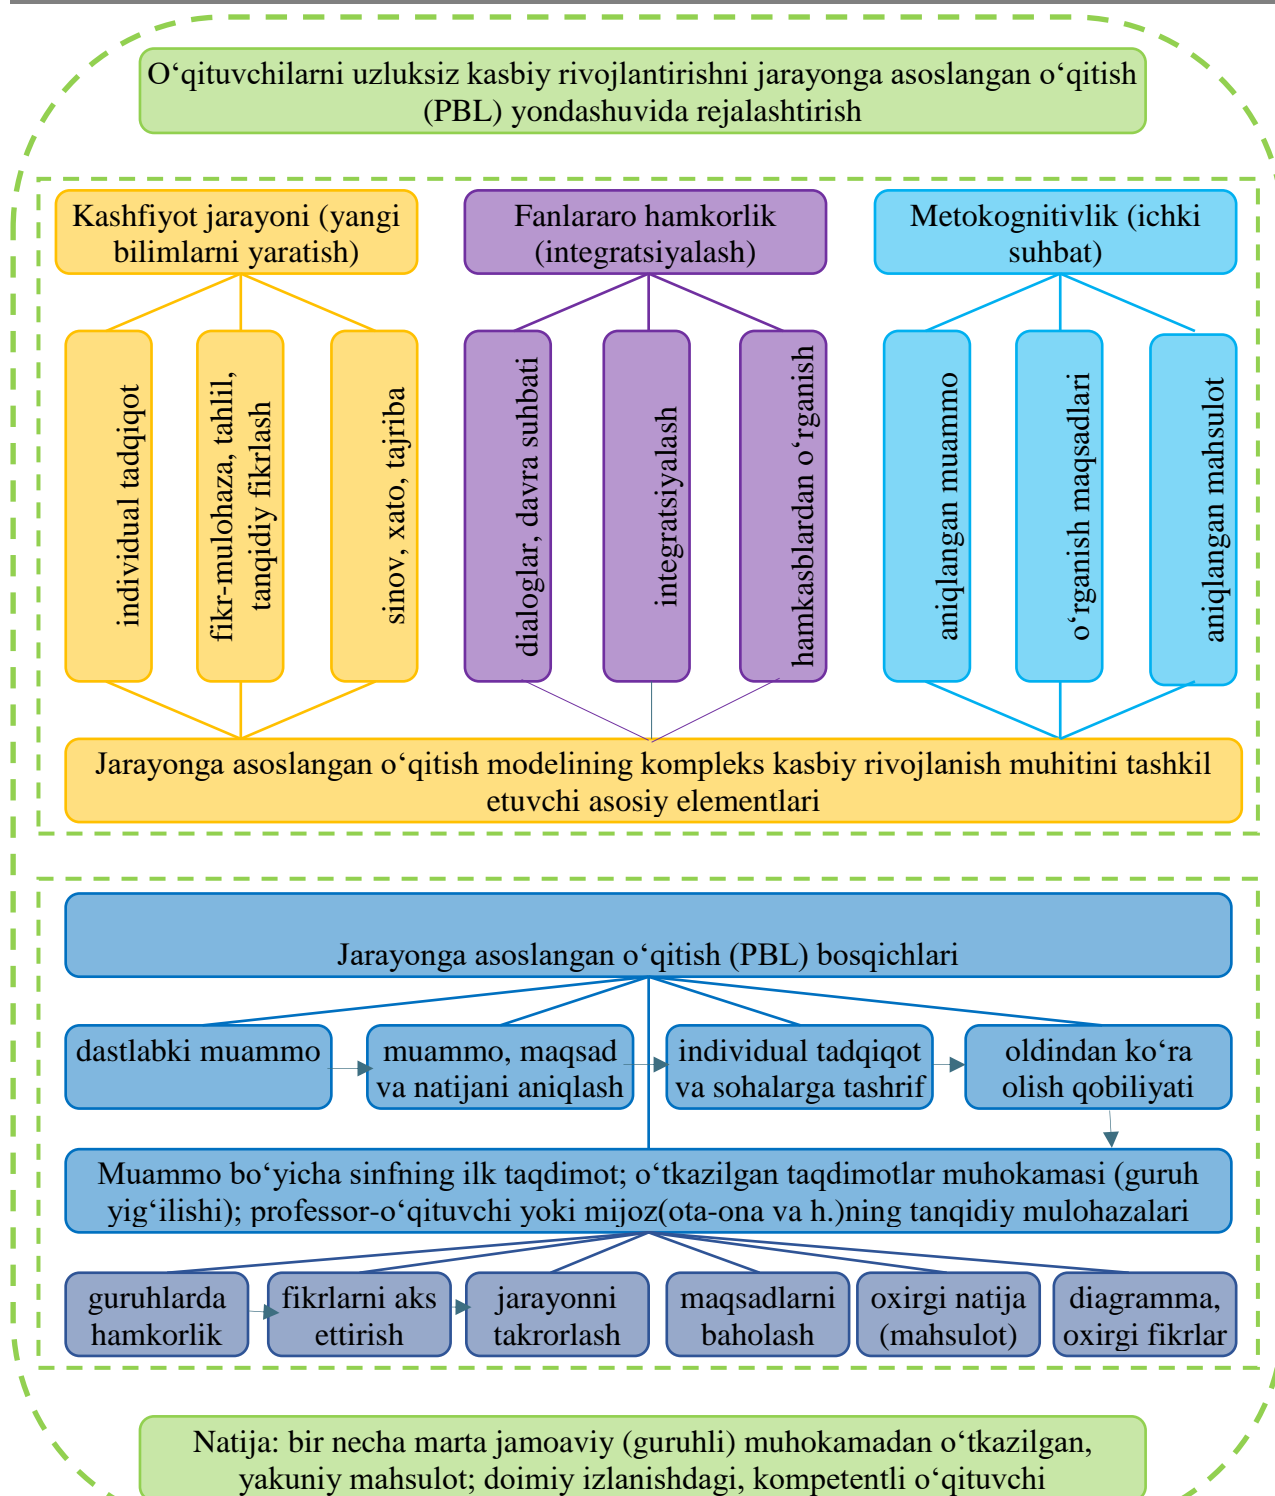 O‘qituvchilarni uzluksiz kasbiy rivojlantirishni jarayonga asoslangan o‘qitish
(PBL) yondashuvida rejalashtirish
Kashfiyot jarayoni (yangi
bilimlarni yaratish)
Fanlararo hamkorlik
(integratsiyalash)
Metokognitivlik (ichki
suhbat)
individual tadqiqot
fikr-mulohaza, tahlil,
tanqidiy fikrlash
sinov, xato, tajriba
dialoglar, davra suhbati
integratsiyalash
hamkasblardan o‘rganish
aniqlangan muammo
o‘rganish maqsadlari
aniqlangan mahsulot
Jarayonga asoslangan o‘qitish modelining kompleks kasbiy rivojlanish muhitini tashkil
etuvchi asosiy elementlari
Jarayonga asoslangan o‘qitish (PBL) bosqichlari
dastlabki muammo
muammo, maqsad
va natijani aniqlash
individual tadqiqot
va sohalarga tashrif
oldindan ko‘ra
olish qobiliyati
Muammo bo‘yicha sinfning ilk taqdimot; o‘tkazilgan taqdimotlar muhokamasi (guruh
yig‘ilishi); professor-o‘qituvchi yoki mijoz(ota-ona va h.)ning tanqidiy mulohazalari
guruhlarda
hamkorlik
fikrlarni aks
ettirish
jarayonni
takrorlash
maqsadlarni
baholash
oxirgi natija
(mahsulot)
diagramma,
oxirgi fikrlar
Natija: bir necha marta jamoaviy (guruhli) muhokamadan o‘tkazilgan,
yakuniy mahsulot; doimiy izlanishdagi, kompetentli o‘qituvchi